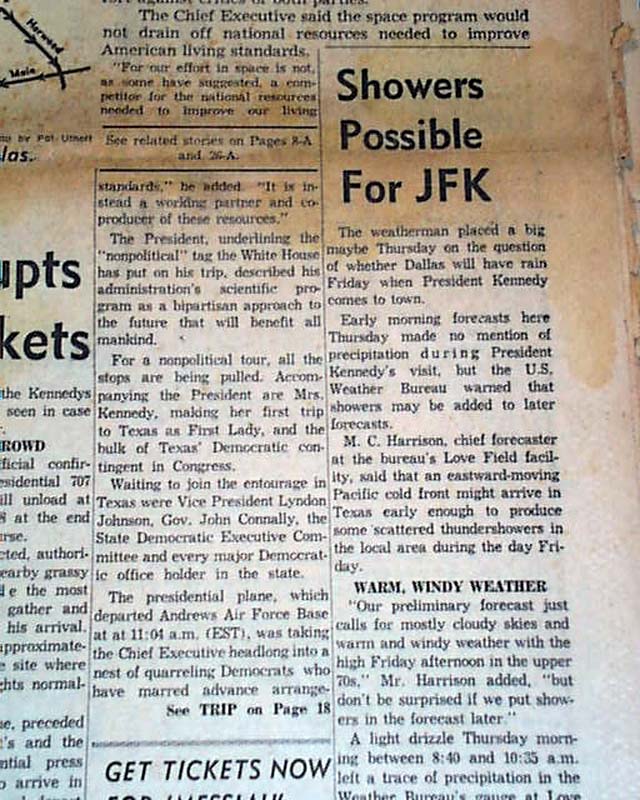 The Chief Executive said the space program would
not drain off national resources needed to improve
American living standards.
"For our effort in space is not,
as some have suggested, a com-
petitor for the national resources
needed to improve our living
See related stories on Pages 8-A
and 26-A.
standards," he added. "It is in-
stead a working partner and co-
producer of these resources."
The President, underlining the
"nonpolitical" tag the White House
has put on his trip, described his
administration's scientific pro-
gram as a bipartisan approach to
the future that will benefit all
mankind.
For a nonpolitical tour, all the
stops are being pulled. Accom-
panying the President are Mrs.
Kennedy, making her first trip
to Texas as First Lady, and the
bulk of Texas' Democratic con-
tingent in Congress.
Waiting to join the entourage in
Texas were Vice President Lyndon
Johnson, Gov. John Connally, the
State Democratic Executive Com-
mittee and every major Democrat-
ic office holder in the state.
The presidential plane, which
departed Andrews Air Force Base
at at 11:04 a.m. (EST), was taking
the Chief Executive headlong into a
nest of quarreling Democrats who
have marred advance arrange-
See TRIP on Page 18
GET TICKETS NOW
Showers
Possible
For JFK
The weatherman placed a big
maybe Thursday on the question
of whether Dallas will have rain
Friday when President Kennedy
comes to town.
Early morning forecasts here
Thursday made no mention of
precipitation during President
Kennedy's visit, but the U.S.
Weather Bureau warned that
showers may be added to later
forecasts.
M. C. Harrison, chief forecaster
at the bureau's Love Field facil-
ity, said that an eastward-moving
Pacific cold front might arrive in
Texas early enough to produce
some scattered thundershowers in
the local area during the day Fri-
day.
WARM, WINDY WEATHER
"Our preliminary forecast just
calls for mostly cloudy skies and
warm and windy weather with the
high Friday afternoon in the upper
70s," Mr. Harrison added, "but
don't be surprised if we put show-
ers in the forecast later."
A light drizzle Thursday morn-
ing between 8:40 and 10:35 a.m.
left a trace of precipitation in the
Weather Bureau's gauge at Love
Harwood
Main
by Pat Uthoff
las.
upts
kets
the Kennedys
seen in case
ROWD
ficial confir-
esidential 707
ill unload at
8 at the end
urse.
cted, authori-
earby grassy
the most
gather and
his arrival.
approximate-
e site where
ghts normal-
preceded
's and the
ntial press
arrive in